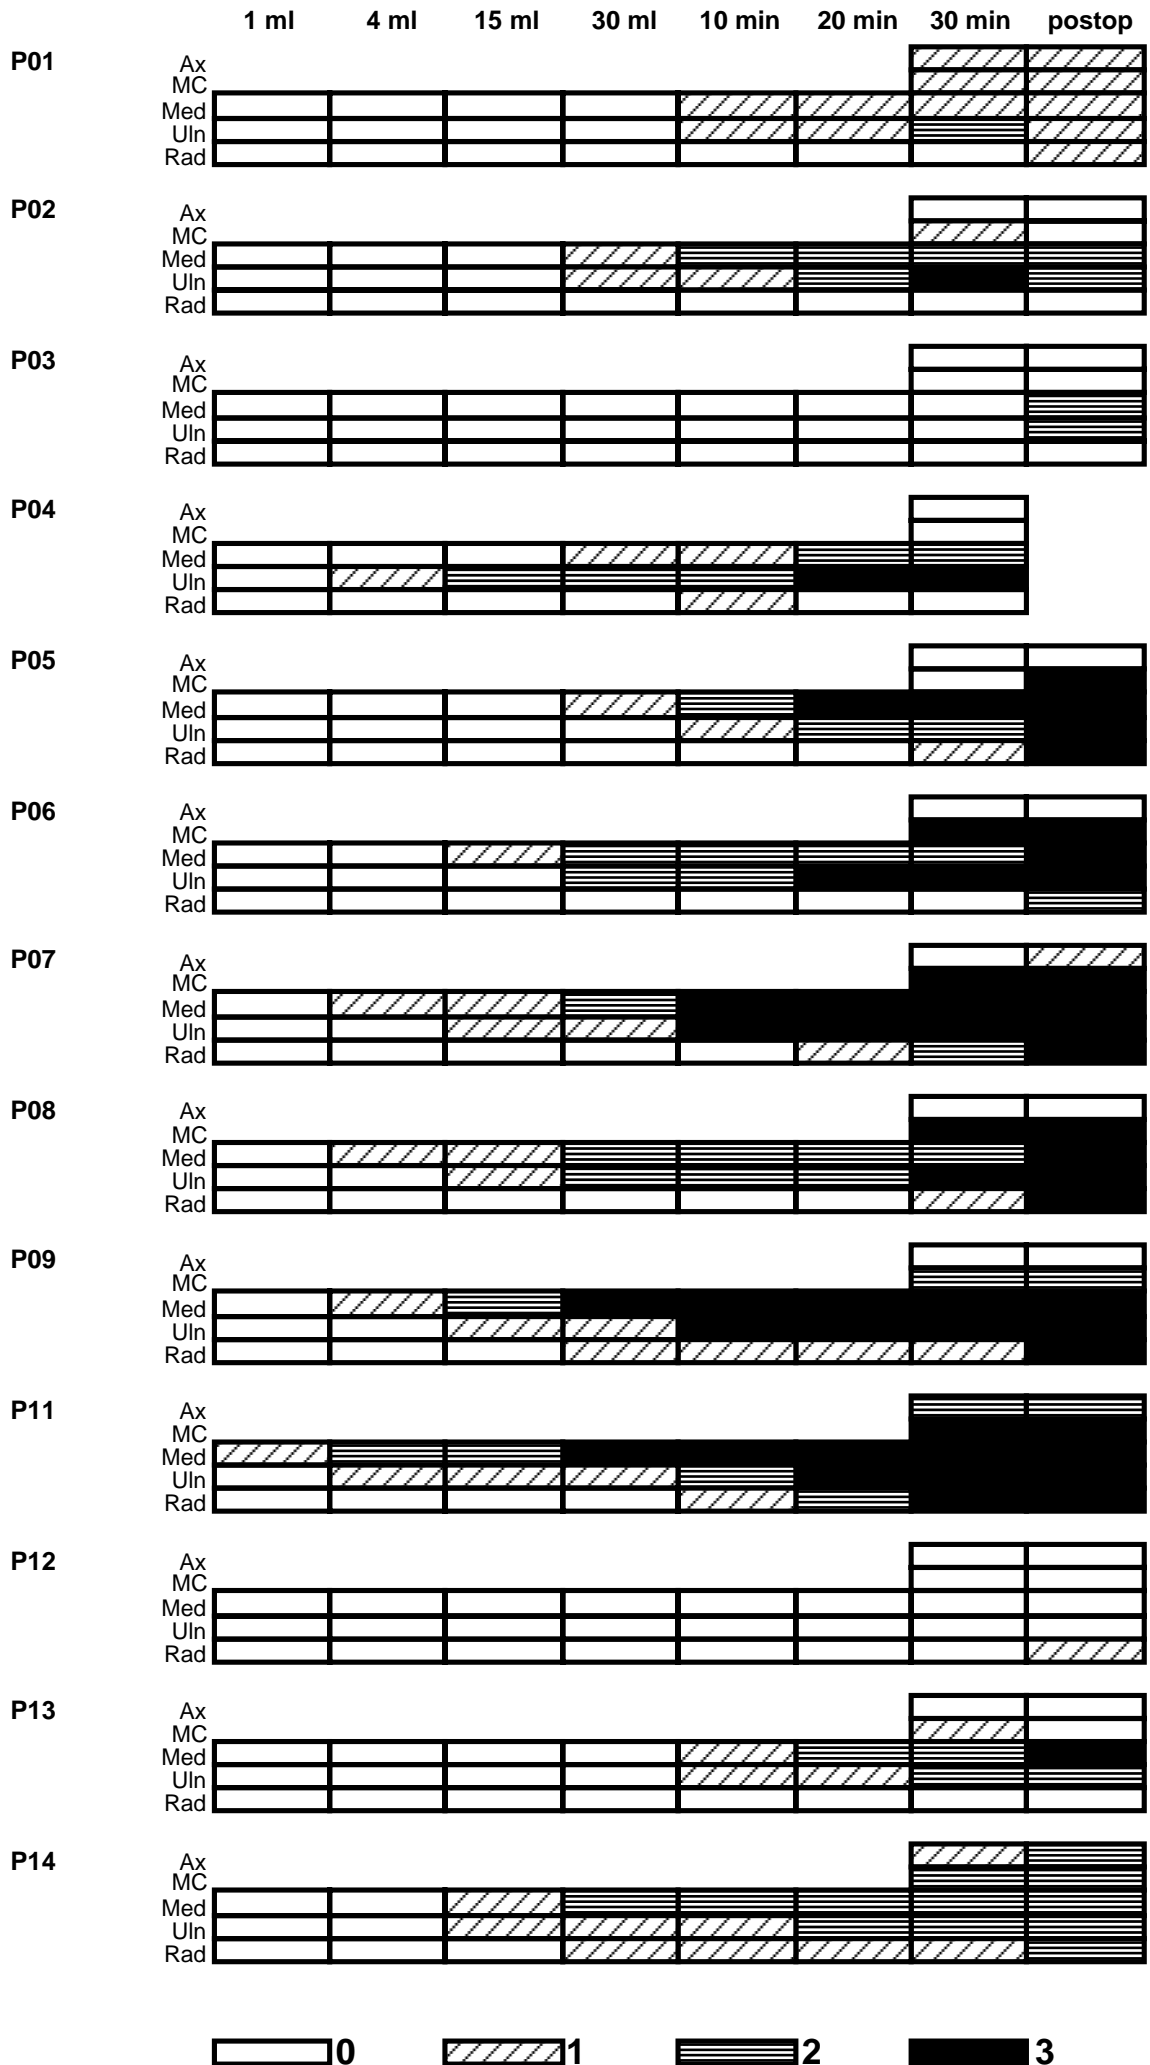 1 ml 4 ml 15 ml 30 ml 10 min 20 min 30 min postop
P01
Ax
MC
Med
Uln
Rad
P02
Ax
MC
Med
Uln
Rad
P03
Ax
MC
Med
Uln
Rad
P04
Ax
MC
Med
Uln
Rad
P05
Ax
MC
Med
Uln
Rad
P06
Ax
MC
Med
Uln
Rad
P07
Ax
MC
Med
Uln
Rad
P08
Ax
MC
Med
Uln
Rad
P09
Ax
MC
Med
Uln
Rad
P11
Ax
MC
Med
Uln
Rad
P12
Ax
MC
Med
Uln
Rad
P13
Ax
MC
Med
Uln
Rad
P14
Ax
MC
Med
Uln
Rad
0 1 2 3